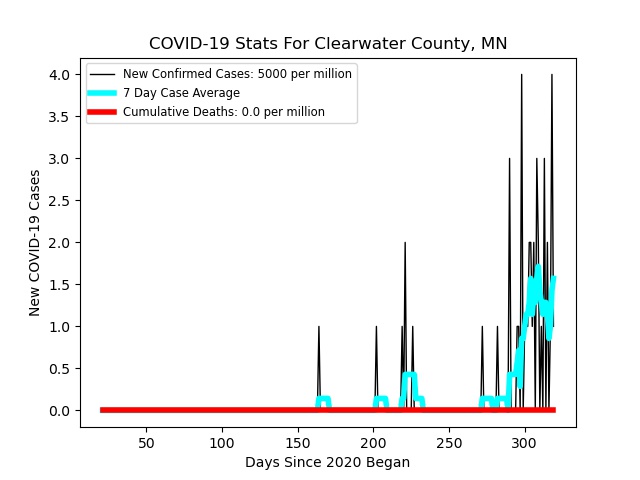 COVID-19 Stats For Clearwater County, MN
New Confirmed Cases: 5000 per million
7 Day Case Average
Cumulative Deaths: 0.0 per million
New COVID-19 Cases
4.0
3.5
3.0
2.5
2.0
1.5
1.0
0.5
0.0
50 100 150 200 250 300
Days Since 2020 Began